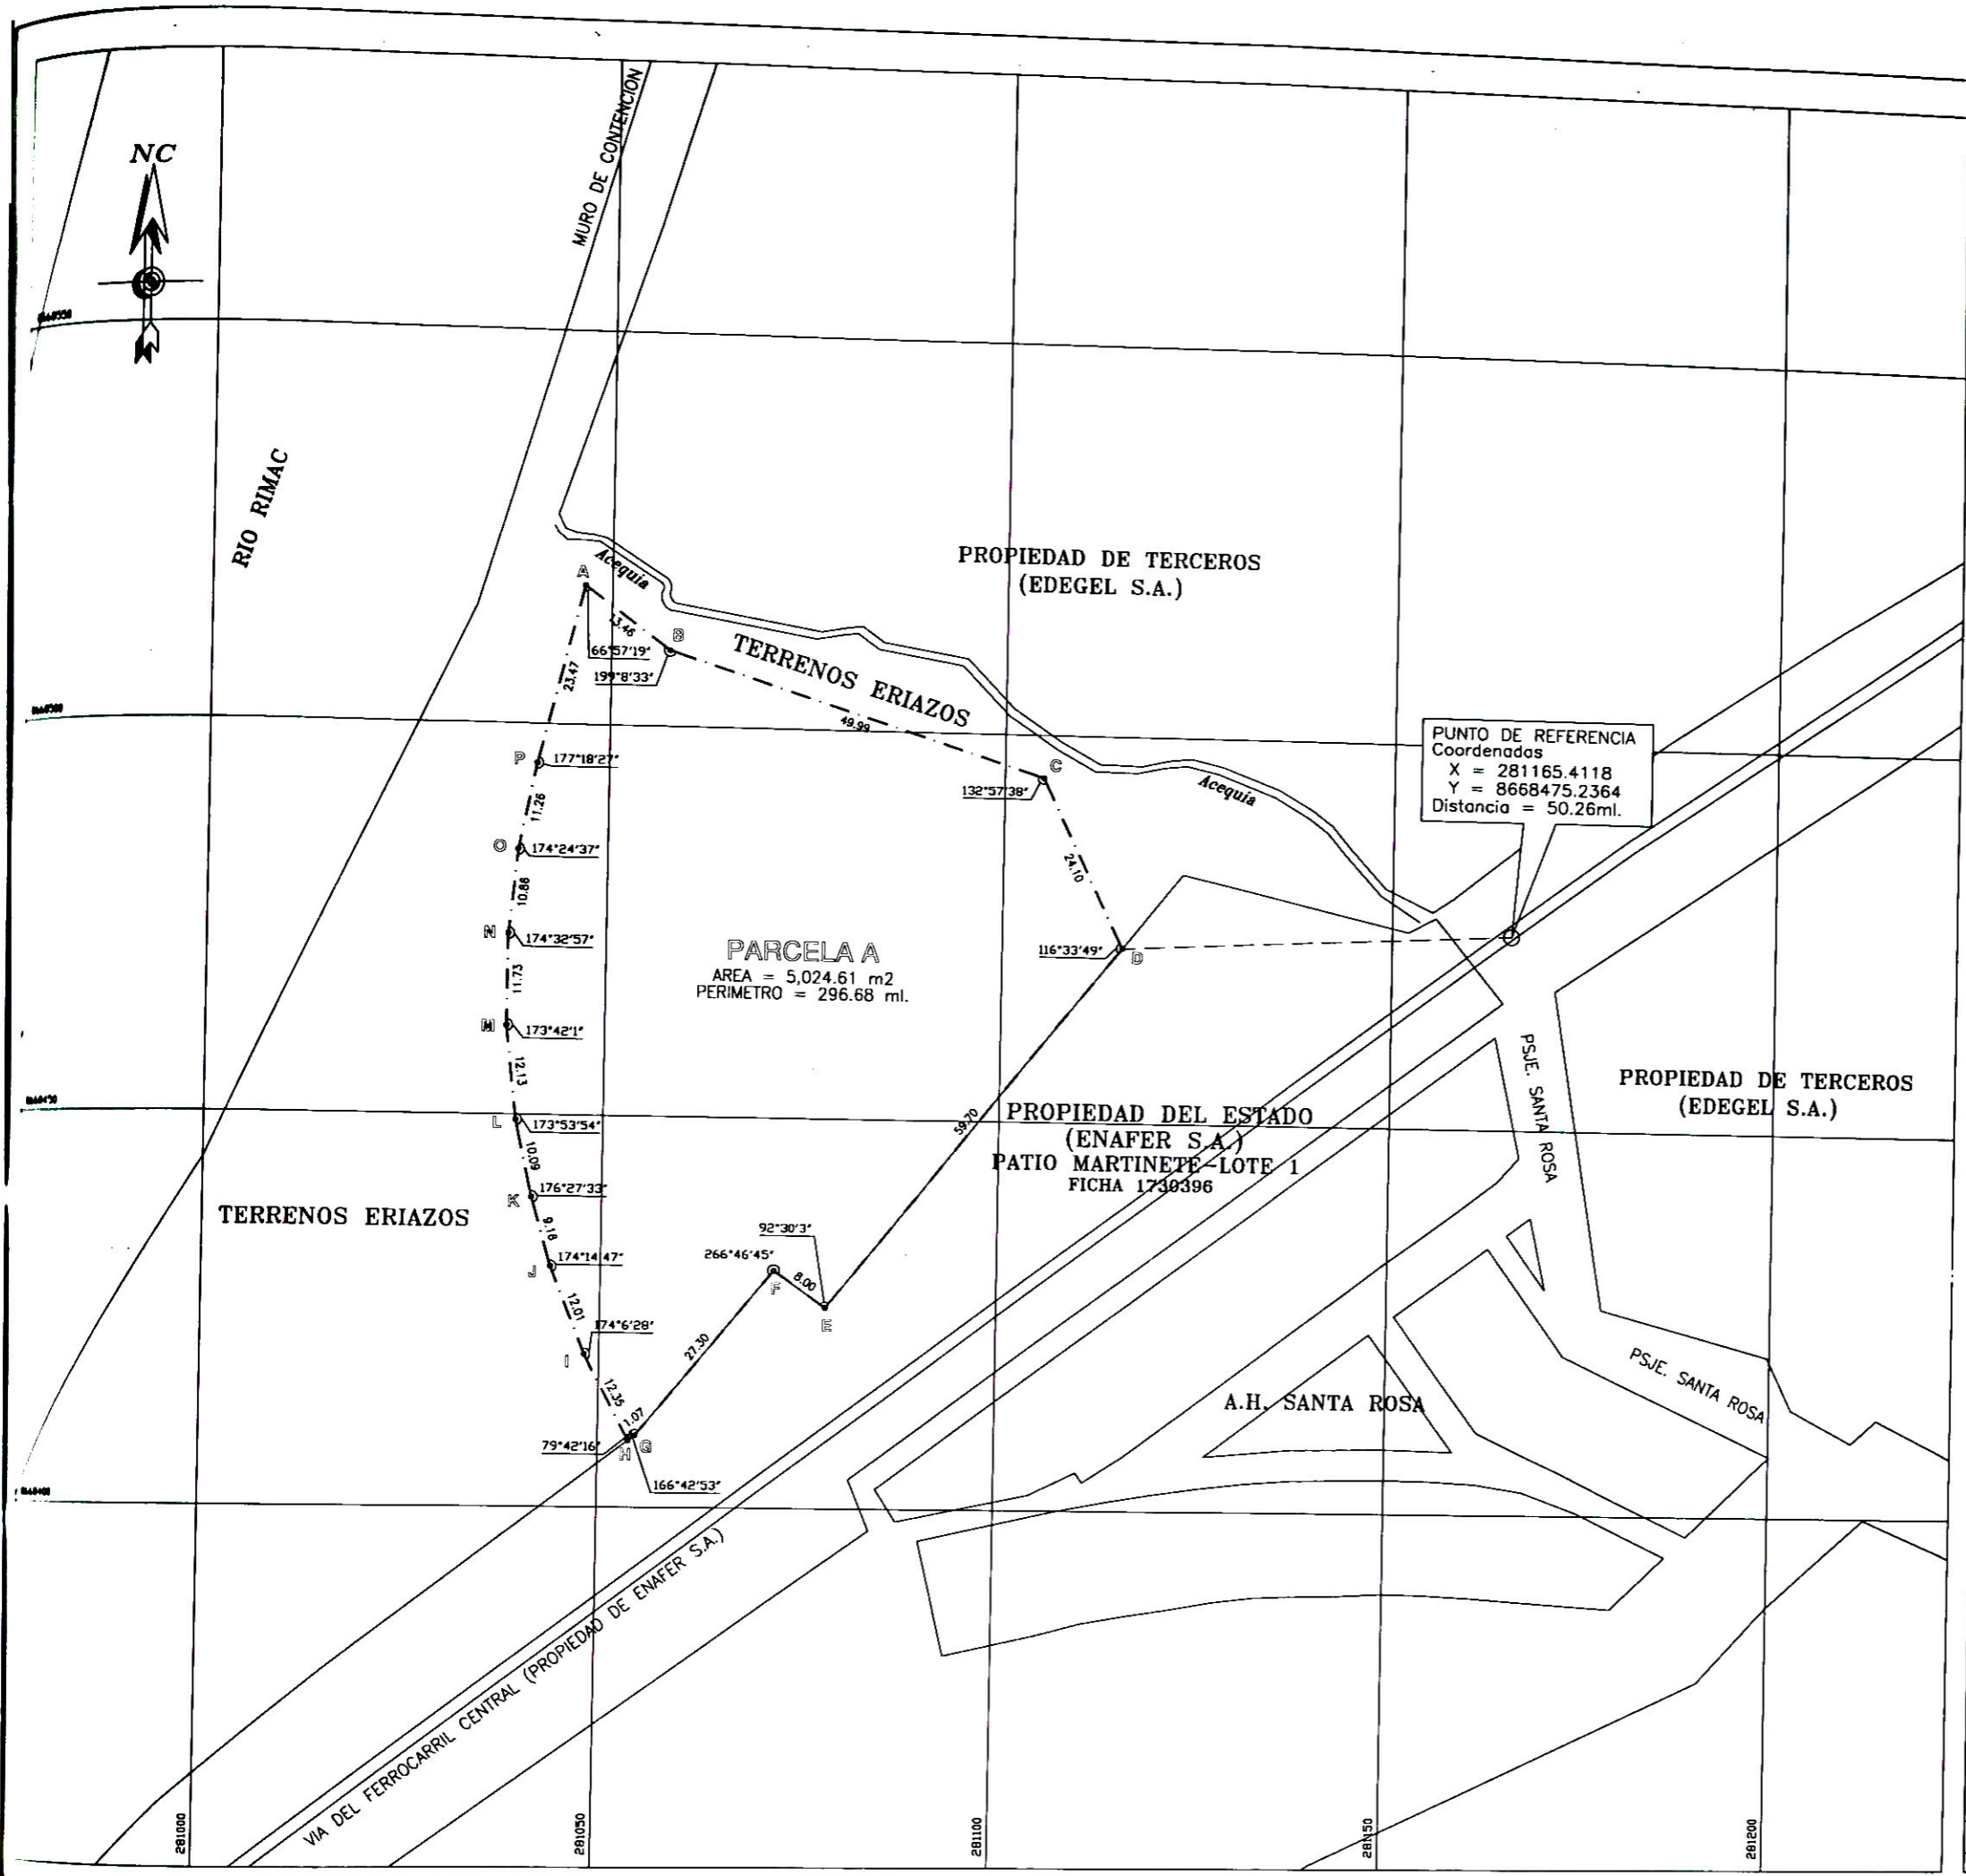 NC
MURO DE CONTENCION
RIO RIMAC
Acequia
A
13.46
B
66°57'19"
199°8'33"
23.47
TERRENOS ERIAZOS
49.99
PROPIEDAD DE TERCEROS
(EDEGEL S.A.)
P
177°18'27"
C
132°57'38"
Acequia
PUNTO DE REFERENCIA
Coordenadas
X = 281165.4118
Y = 8668475.2364
Distancia = 50.26ml.
11.26
O
174°24'37"
24.10
10.86
N
174°32'57"
PARCELA A
AREA = 5,024.61 m2
PERIMETRO = 296.68 ml.
116°33'49"
D
11.73
M
173°42'1"
12.13
L
173°53'54"
59.70
PROPIEDAD DEL ESTADO
(ENAFER S.A.)
PATIO MARTINETE-LOTE 1
FICHA 1730396
PSJE. SANTA ROSA
PROPIEDAD DE TERCEROS
(EDEGEL S.A.)
10.09
K
176°27'33"
TERRENOS ERIAZOS
9.18
J
174°14'47"
92°30'3"
266°46'45"
F
8.00
E
12.01
I
174°6'28"
27.30
12.35
1.07
79°42'16"
H
G
166°42'53"
A.H. SANTA ROSA
PSJE. SANTA ROSA
VIA DEL FERROCARRIL CENTRAL (PROPIEDAD DE ENAFER S.A.)
281000
281050
281100
281150
281200